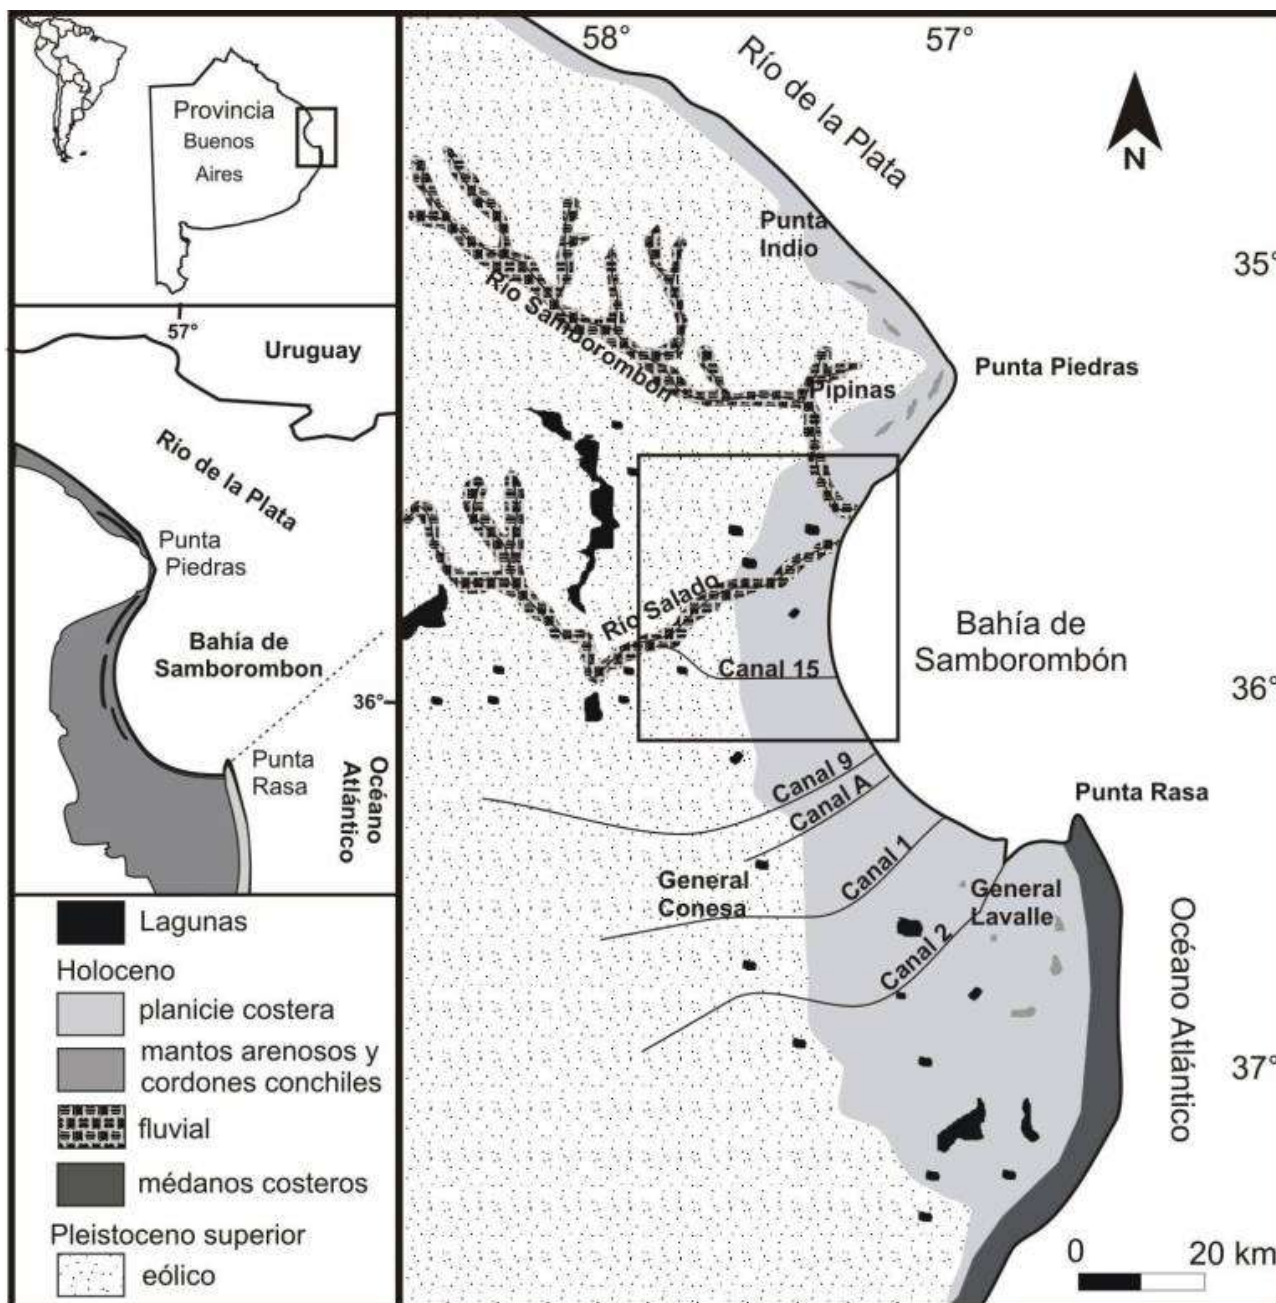 Provincia
Buenos
Aires
57°
Uruguay
Río de la Plata
Punta
Piedras
Bahía de
Samborombon
36°
Punta
Rasa
Océano
Atlántico
Lagunas
Holoceno
planicie costera
mantos arenosos y
cordones conchiles
fluvial
médanos costeros
Pleistoceno superior
eólico
58°
57°
Río de la Plata
N
Punta
Indio
35°
Río Samborombón
Punta Piedras
Pipinas
Río Salado
Bahía de
Samborombón
Canal 15
36°
Canal 9
Canal A
Punta Rasa
Canal 1
General
Conesa
General
Lavalle
Canal 2
Océano Atlántico
37°
0 20 km